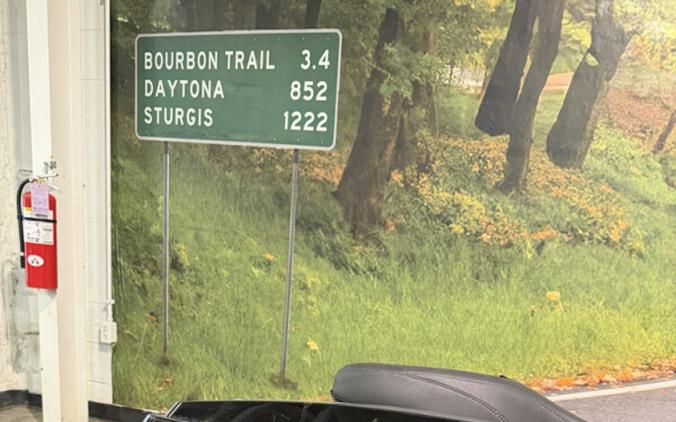 BOURBON TRAIL 3.4
DAYTONA 852
STURGIS 1222